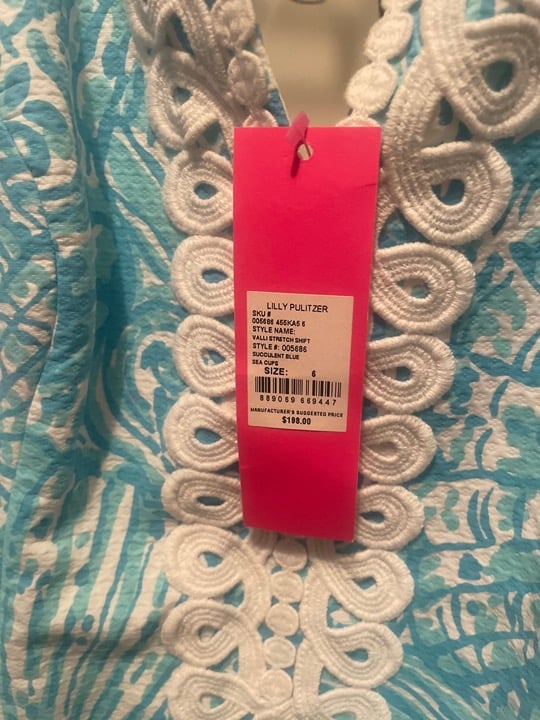 LILLY PULITZER
SKU #
005686 455KA5 6
STYLE NAME:
VALLI STRETCH SHIFT
STYLE #: 005686
SUCCULENT BLUE
SEA CUPS
SIZE: 6
889069 669447
MANUFACTURER'S SUGGESTED PRICE
$198.00